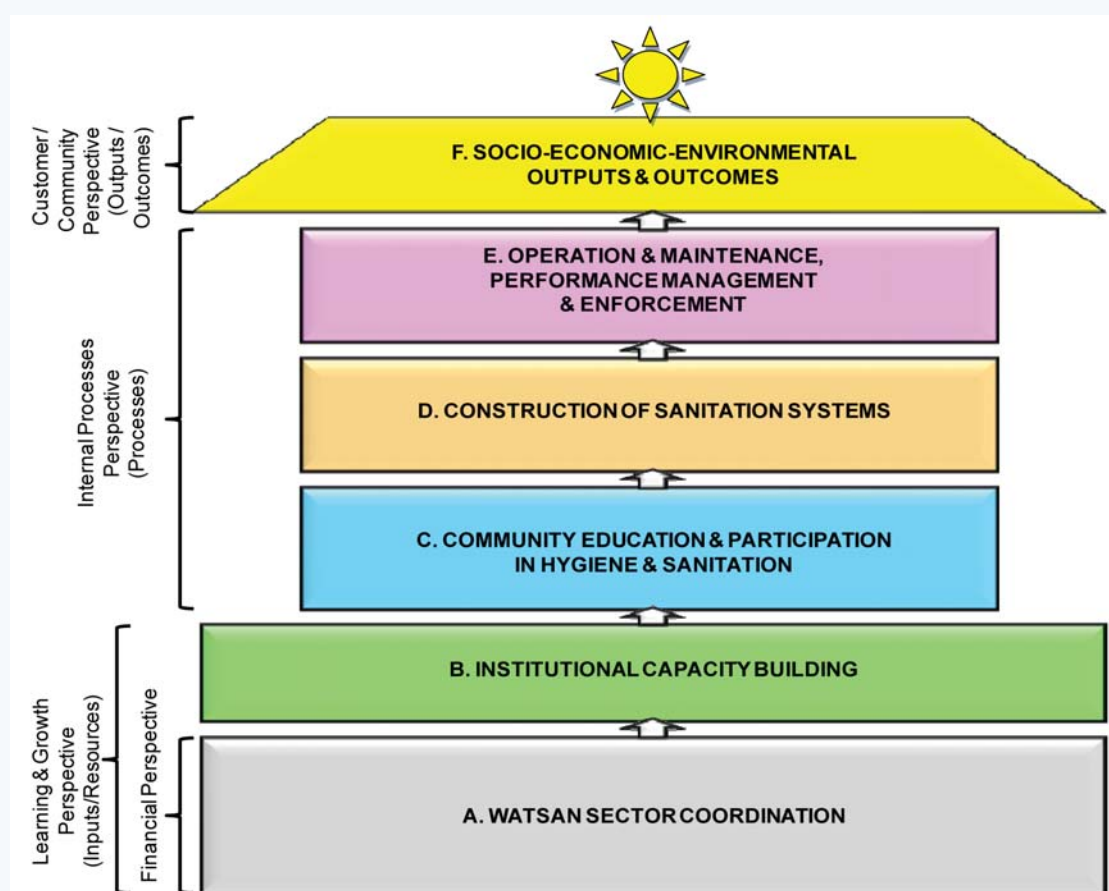 Customer /
Community
Perspective
(Outputs /
Outcomes)
F. SOCIO-ECONOMIC-ENVIRONMENTAL
OUTPUTS & OUTCOMES
Internal Processes
Perspective
(Processes)
E. OPERATION & MAINTENANCE,
PERFORMANCE MANAGEMENT
& ENFORCEMENT
D. CONSTRUCTION OF SANITATION SYSTEMS
C. COMMUNITY EDUCATION & PARTICIPATION
IN HYGIENE & SANITATION
Learning & Growth
Perspective
(Inputs/Resources)
Financial Perspective
B. INSTITUTIONAL CAPACITY BUILDING
A. WATSAN SECTOR COORDINATION